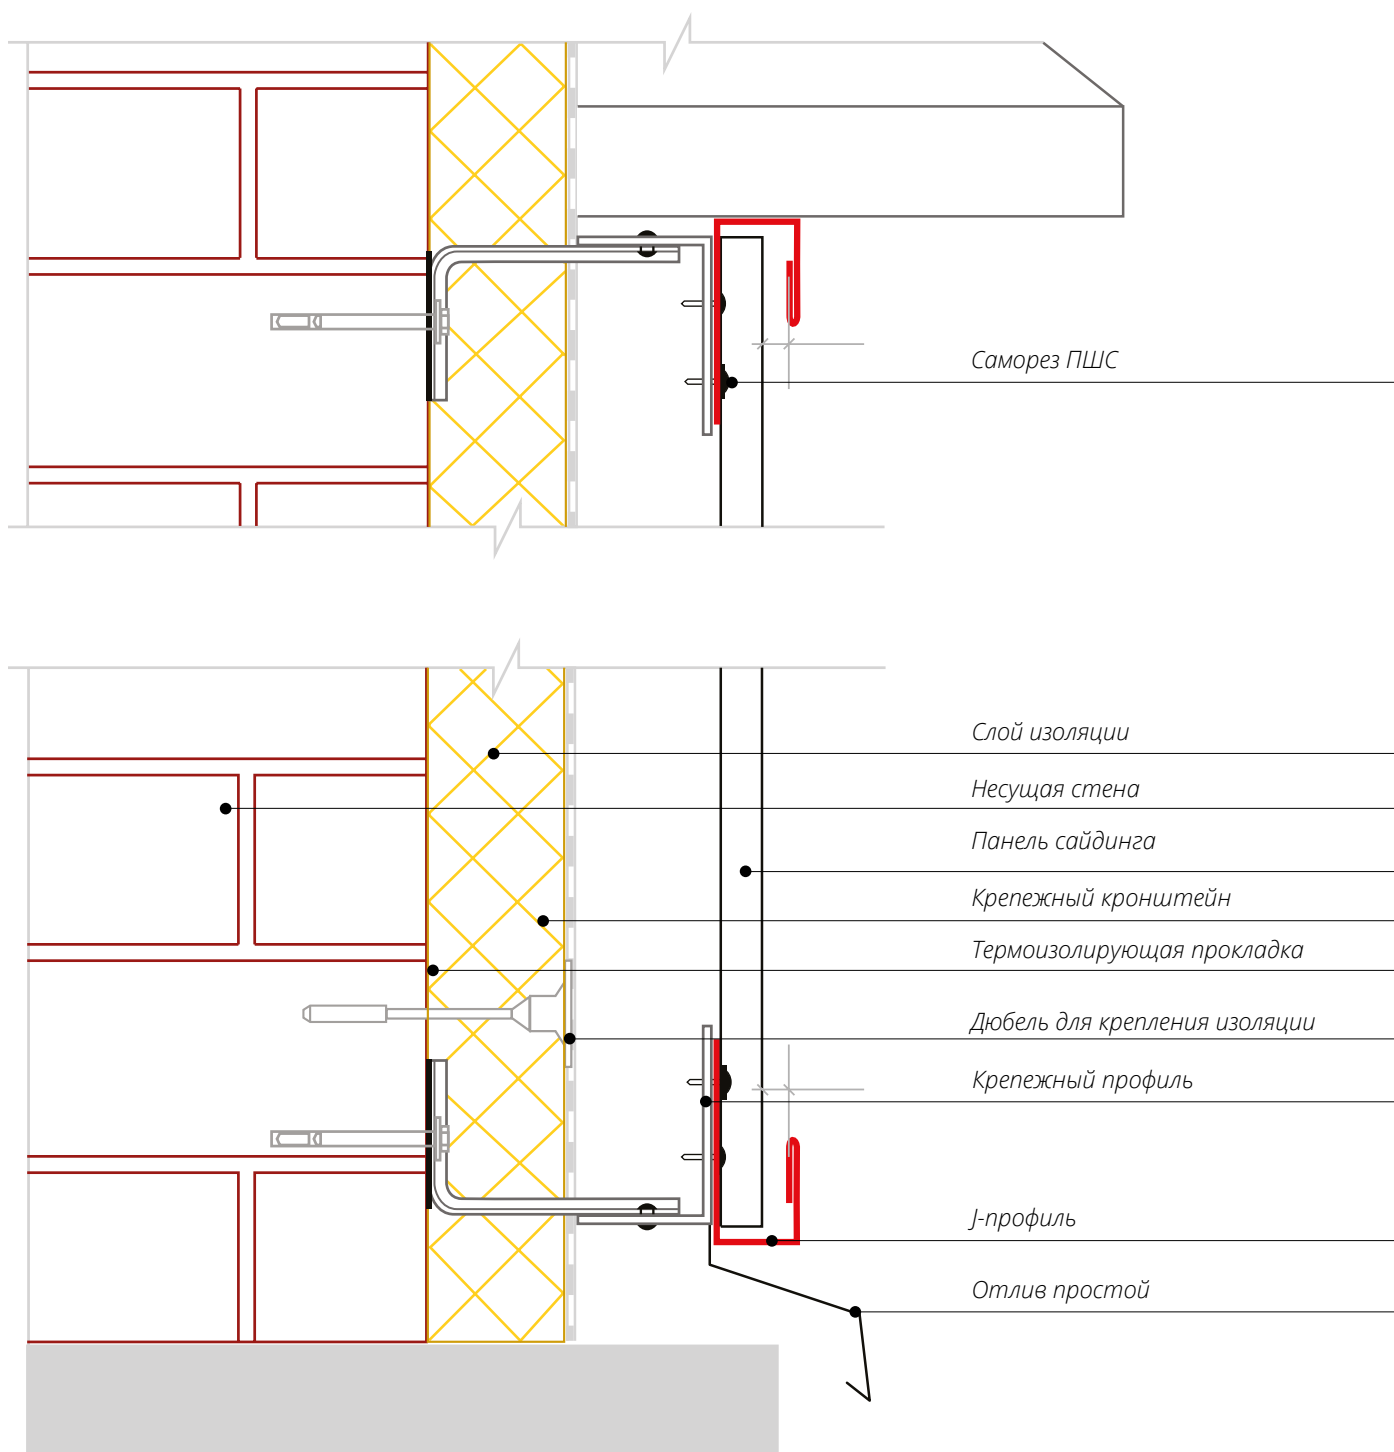 Саморез ПШС
Слой изоляции
Несущая стена
Панель сайдинга
Крепежный кронштейн
Термоизолирующая прокладка
Дюбель для крепления изоляции
Крепежный профиль
J-профиль
Отлив простой